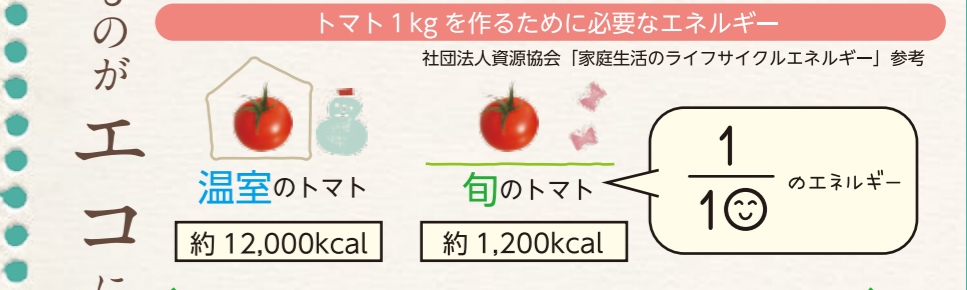 ものがエコに
トマト1kgを作るために必要なエネルギー
社団法人資源協会「家庭生活のライフサイクルエネルギー」参考
温室のトマト
約12,000kcal
旬のトマト
約1,200kcal
1
10
のエネルギー